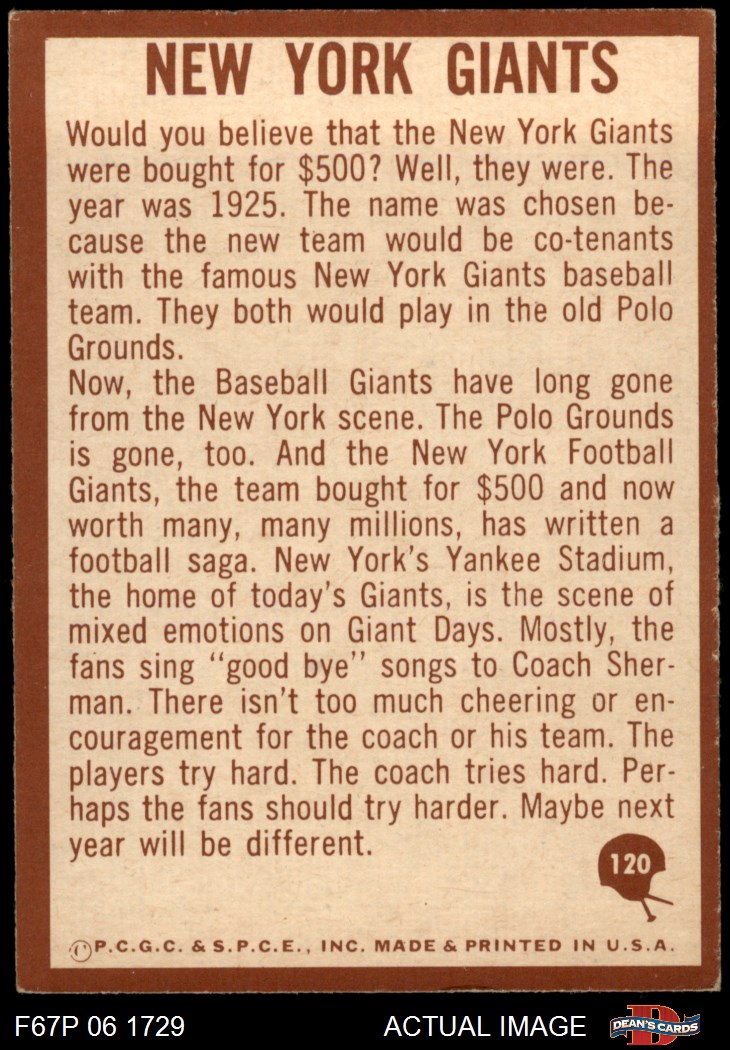 NEW YORK GIANTS
Would you believe that the New York Giants
were bought for $500? Well, they were. The
year was 1925. The name was chosen be-
cause the new team would be co-tenants
with the famous New York Giants baseball
team. They both would play in the old Polo
Grounds.
Now, the Baseball Giants have long gone
from the New York scene. The Polo Grounds
is gone, too. And the New York Football
Giants, the team bought for $500 and now
worth many, many millions, has written a
football saga. New York's Yankee Stadium,
the home of today's Giants, is the scene of
mixed emotions on Giant Days. Mostly, the
fans sing "good bye" songs to Coach Sher-
man. There isn't too much cheering or en-
couragement for the coach or his team. The
players try hard. The coach tries hard. Per-
haps the fans should try harder. Maybe next
year will be different.
120
©P.C.G.C. & S.P.C.E., INC. MADE & PRINTED IN U.S.A.
F67P 06 1729 ACTUAL IMAGE DEAN'S CARDS